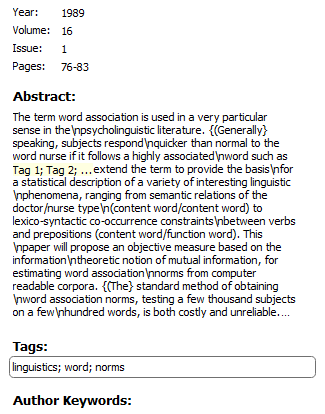 Year: 1989
Volume: 16
Issue: 1
Pages: 76-83
Abstract:
The term word association is used in a very particular
sense in the\npsycholinguistic literature. {(Generally}
speaking, subjects respond\nquicker than normal to the
word nurse if it follows a highly associated\nword such as
Tag 1; Tag 2; ...extend the term to provide the basis\nfor
a statistical description of a variety of interesting linguistic
\nphenomena, ranging from semantic relations of the
doctor/nurse type\n(content word/content word) to
lexico-syntactic co-occurrence constraints\nbetween verbs
and prepositions (content word/function word). This
\npaper will propose an objective measure based on the
information\ntheoretic notion of mutual information, for
estimating word association\nnorms from computer
readable corpora. {(The} standard method of obtaining
\nword association norms, testing a few thousand subjects
on a few\nhundred words, is both costly and unreliable....
Tags:
linguistics; word; norms
Author Keywords: